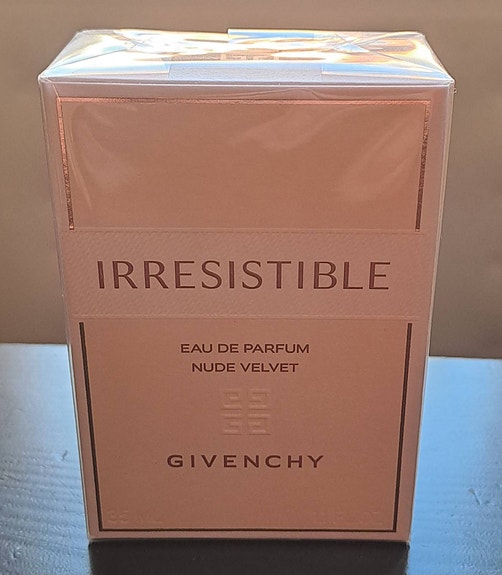 IRRESISTIBLE
EAU DE PARFUM
NUDE VELVET
GIVENCHY